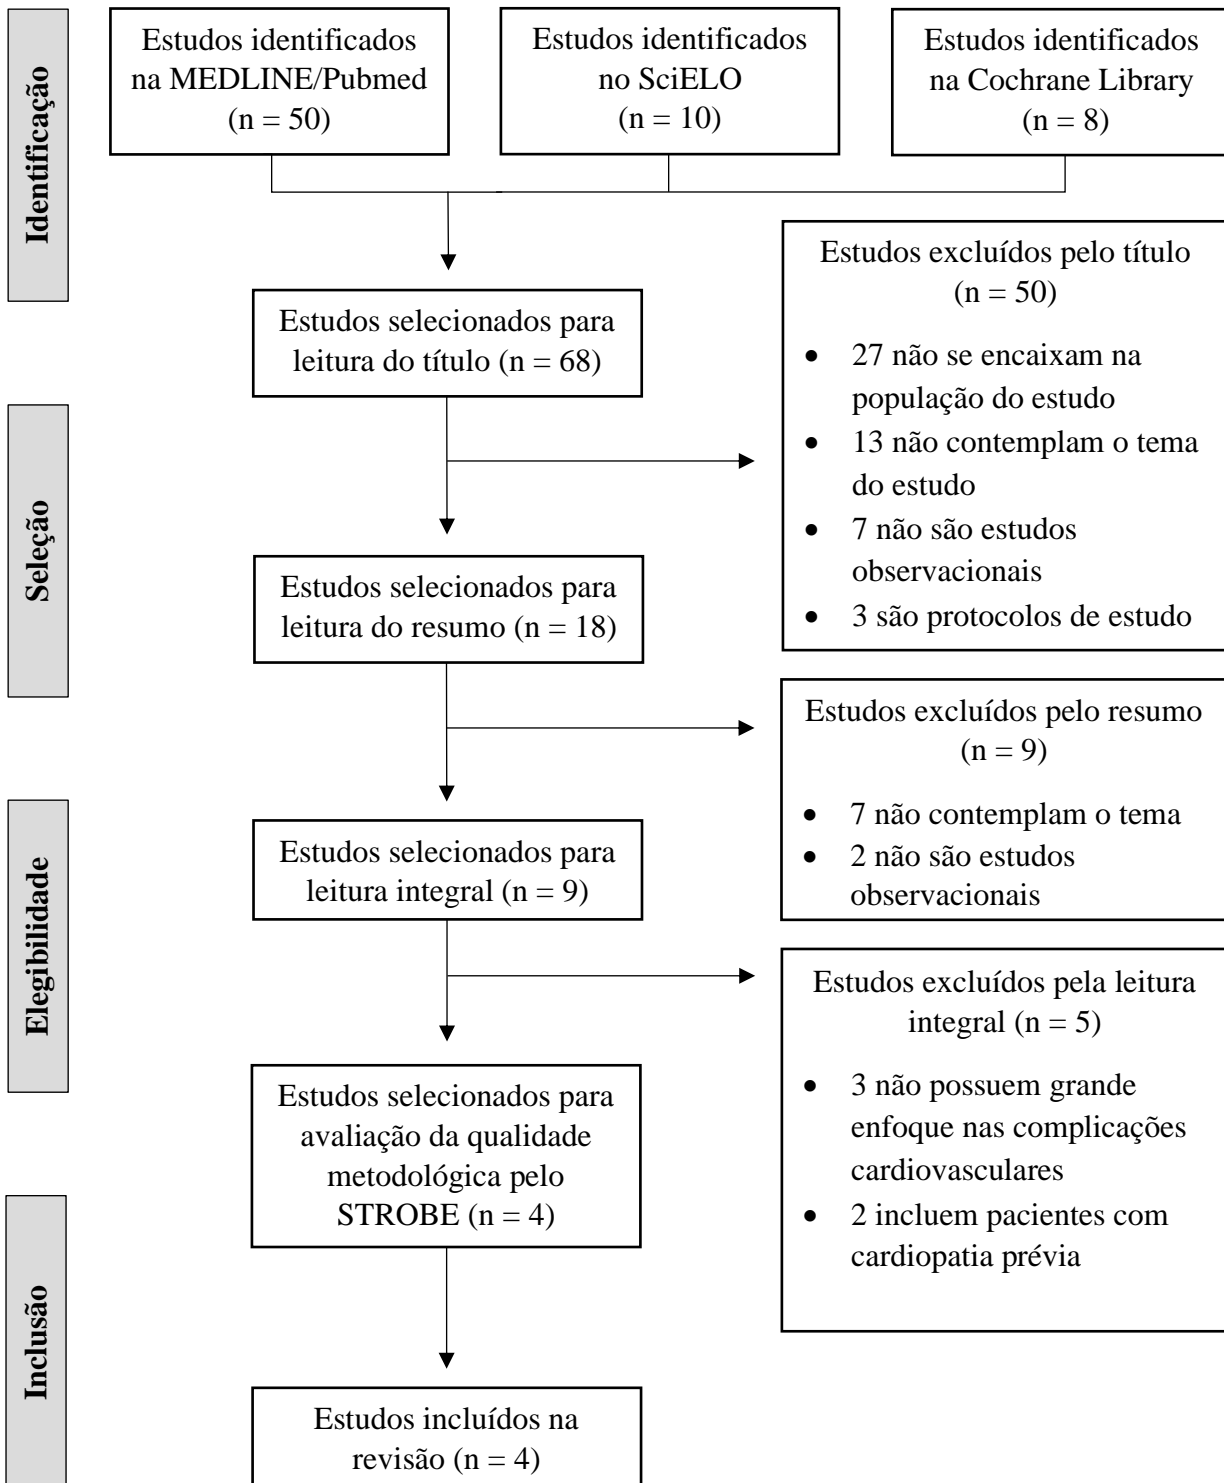 Identificação
Estudos identificados
na MEDLINE/Pubmed
(n = 50)
Estudos identificados
no SciELO
(n = 10)
Estudos identificados
na Cochrane Library
(n = 8)
Estudos selecionados para
leitura do título (n = 68)
Estudos excluídos pelo título
(n = 50)
• 27 não se encaixam na
população do estudo
• 13 não contemplam o tema
do estudo
• 7 não são estudos
observacionais
• 3 são protocolos de estudo
Seleção
Estudos selecionados para
leitura do resumo (n = 18)
Estudos excluídos pelo resumo
(n = 9)
• 7 não contemplam o tema
• 2 não são estudos
observacionais
Elegibilidade
Estudos selecionados para
leitura integral (n = 9)
Estudos excluídos pela leitura
integral (n = 5)
• 3 não possuem grande
enfoque nas complicações
cardiovasculares
• 2 incluem pacientes com
cardiopatia prévia
Estudos selecionados para
avaliação da qualidade
metodológica pelo
STROBE (n = 4)
Inclusão
Estudos incluídos na
revisão (n = 4)